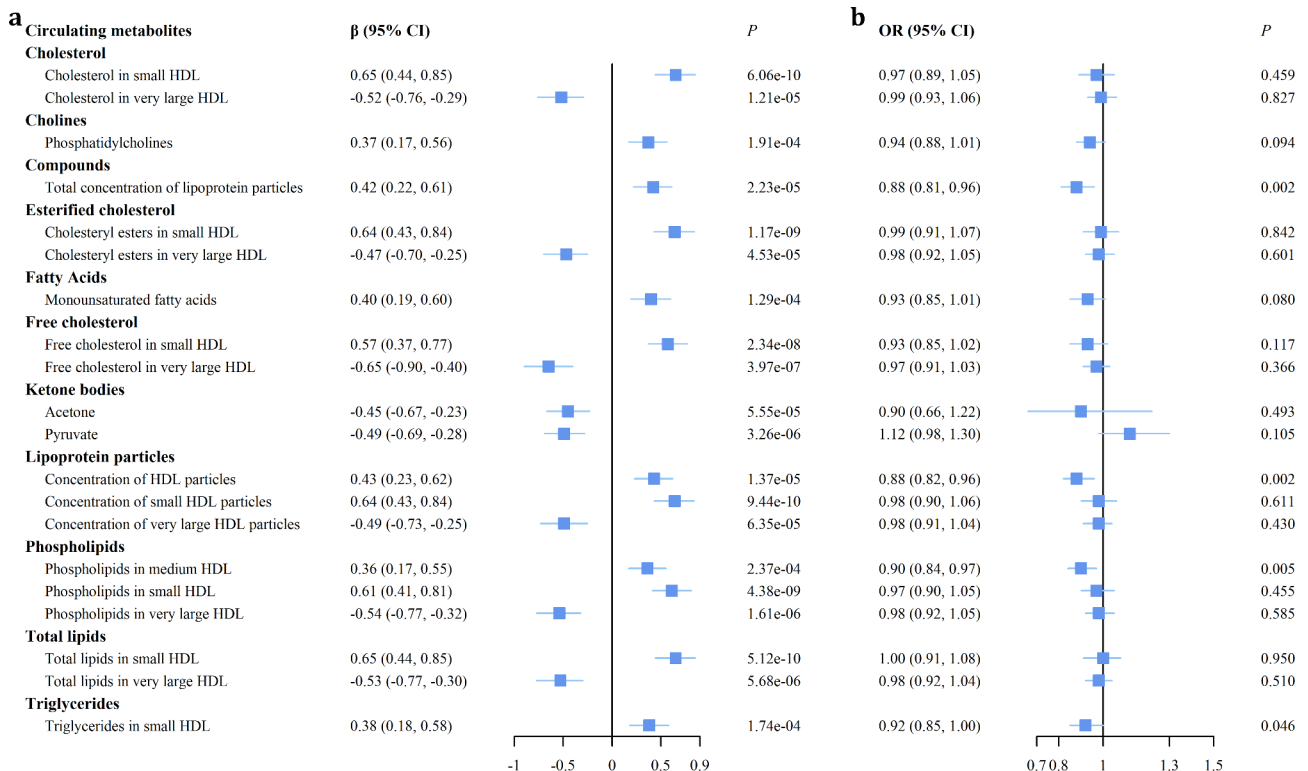 a b
Circulating metabolites β (95% CI) P OR (95% CI) P
Cholesterol
Cholesterol in small HDL 0.65 (0.44, 0.85) 6.06e-10 0.97 (0.89, 1.05) 0.459
Cholesterol in very large HDL -0.52 (-0.76, -0.29) 1.21e-05 0.99 (0.93, 1.06) 0.827
Cholines
Phosphatidylcholines 0.37 (0.17, 0.56) 1.91e-04 0.94 (0.88, 1.01) 0.094
Compounds
Total concentration of lipoprotein particles 0.42 (0.22, 0.61) 2.23e-05 0.88 (0.81, 0.96) 0.002
Esterified cholesterol
Cholesteryl esters in small HDL 0.64 (0.43, 0.84) 1.17e-09 0.99 (0.91, 1.07) 0.842
Cholesteryl esters in very large HDL -0.47 (-0.70, -0.25) 4.53e-05 0.98 (0.92, 1.05) 0.601
Fatty Acids
Monounsaturated fatty acids 0.40 (0.19, 0.60) 1.29e-04 0.93 (0.85, 1.01) 0.080
Free cholesterol
Free cholesterol in small HDL 0.57 (0.37, 0.77) 2.34e-08 0.93 (0.85, 1.02) 0.117
Free cholesterol in very large HDL -0.65 (-0.90, -0.40) 3.97e-07 0.97 (0.91, 1.03) 0.366
Ketone bodies
Acetone -0.45 (-0.67, -0.23) 5.55e-05 0.90 (0.66, 1.22) 0.493
Pyruvate -0.49 (-0.69, -0.28) 3.26e-06 1.12 (0.98, 1.30) 0.105
Lipoprotein particles
Concentration of HDL particles 0.43 (0.23, 0.62) 1.37e-05 0.88 (0.82, 0.96) 0.002
Concentration of small HDL particles 0.64 (0.43, 0.84) 9.44e-10 0.98 (0.90, 1.06) 0.611
Concentration of very large HDL particles -0.49 (-0.73, -0.25) 6.35e-05 0.98 (0.91, 1.04) 0.430
Phospholipids
Phospholipids in medium HDL 0.36 (0.17, 0.55) 2.37e-04 0.90 (0.84, 0.97) 0.005
Phospholipids in small HDL 0.61 (0.41, 0.81) 4.38e-09 0.97 (0.90, 1.05) 0.455
Phospholipids in very large HDL -0.54 (-0.77, -0.32) 1.61e-06 0.98 (0.92, 1.05) 0.585
Total lipids
Total lipids in small HDL 0.65 (0.44, 0.85) 5.12e-10 1.00 (0.91, 1.08) 0.950
Total lipids in very large HDL -0.53 (-0.77, -0.30) 5.68e-06 0.98 (0.92, 1.04) 0.510
Triglycerides
Triglycerides in small HDL 0.38 (0.18, 0.58) 1.74e-04 0.92 (0.85, 1.00) 0.046
-1 -0.5 0 0.5 0.9 0.7 0.8 1 1.3 1.5